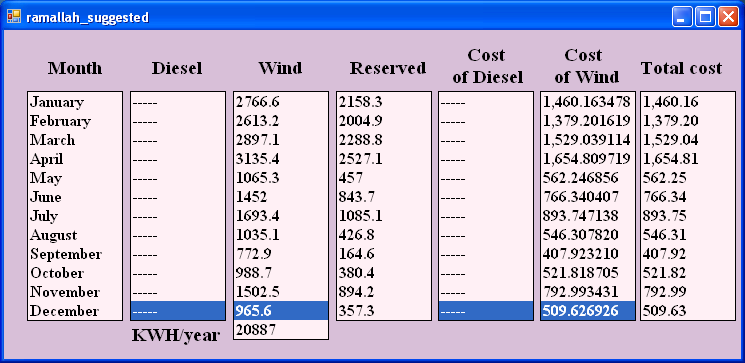 ramallah_suggested
Month Diesel Wind Reserved Cost of Diesel Cost of Wind Total cost
January ----- 2766.6 2158.3 ----- 1,460.163478 1,460.16
February ----- 2613.2 2004.9 ----- 1,379.201619 1,379.20
March ----- 2897.1 2288.8 ----- 1,529.039114 1,529.04
April ----- 3135.4 2527.1 ----- 1,654.809719 1,654.81
May ----- 1065.3 457 ----- 562.246856 562.25
June ----- 1452 843.7 ----- 766.340407 766.34
July ----- 1693.4 1085.1 ----- 893.747138 893.75
August ----- 1035.1 426.8 ----- 546.307820 546.31
September ----- 772.9 164.6 ----- 407.923210 407.92
October ----- 988.7 380.4 ----- 521.818705 521.82
November ----- 1502.5 894.2 ----- 792.993431 792.99
December ----- 965.6 357.3 ----- 509.626926 509.63
KWH/year 20887